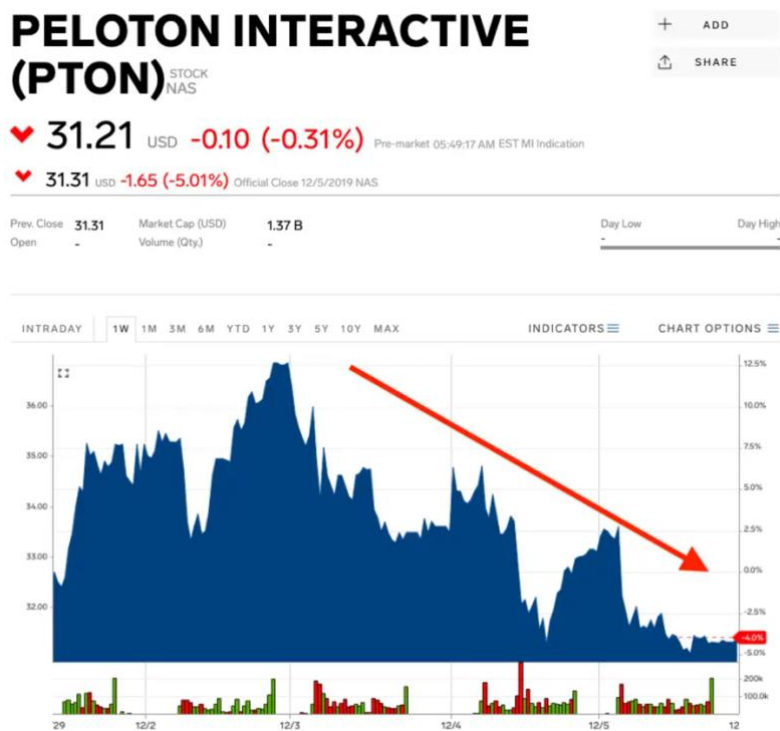 PELOTON INTERACTIVE
(PTON) STOCK
NAS
+ ADD
SHARE
31.21 USD -0.10 (-0.31%) Pre-market 05:49:17 AM EST MI Indication
31.31 USD -1.65 (-5.01%) Official Close 12/5/2019 NAS
Prev. Close 31.31 Market Cap (USD) 1.37 B Day Low Day High
Open - Volume (Qty.) - - -
INTRADAY 1W 1M 3M 6M YTD 1Y 3Y 5Y 10Y MAX INDICATORS CHART OPTIONS
12.5%
36.00 10.0%
35.00 7.5%
5.0%
34.00
2.5%
33.00
0.0%
32.00 -2.5%
-4.0%
-5.0%
200k
100.0k
29 12/2 12/3 12/4 12/5 12